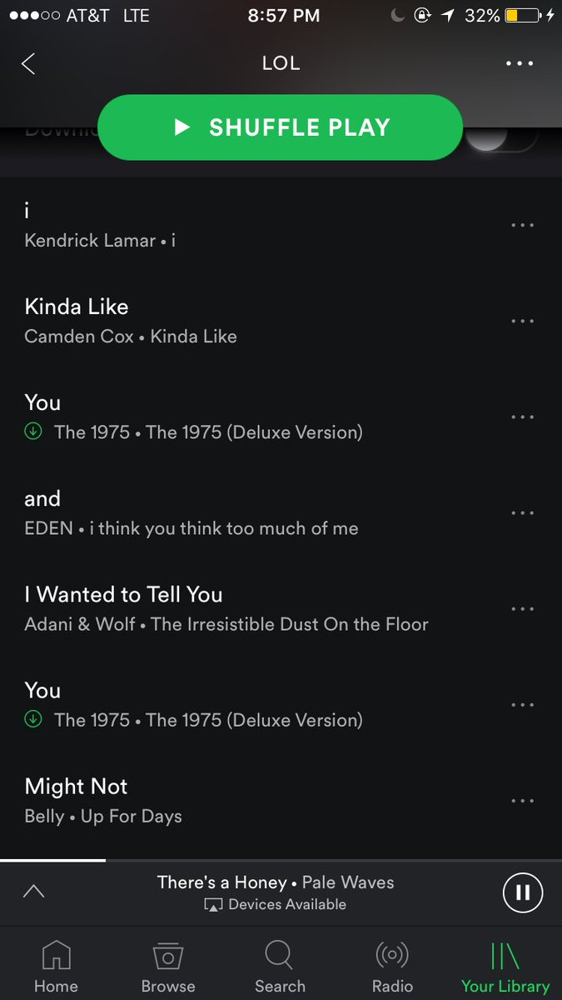 AT&T LTE 8:57 PM 32%
LOL
SHUFFLE PLAY
i
Kendrick Lamar • i
Kinda Like
Camden Cox • Kinda Like
You
The 1975 • The 1975 (Deluxe Version)
and
EDEN • i think you think too much of me
I Wanted to Tell You
Adani & Wolf • The Irresistible Dust On the Floor
You
The 1975 • The 1975 (Deluxe Version)
Might Not
Belly • Up For Days
There's a Honey • Pale Waves
Devices Available
Home Browse Search Radio Your Library